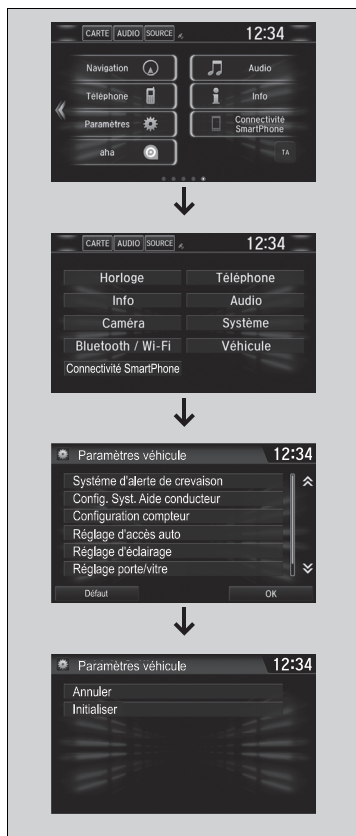 CARTE AUDIO SOURCE 12:34
Navigation Audio
Téléphone Info
Paramètres Connectivité SmartPhone
aha TA
CARTE AUDIO SOURCE 12:34
Horloge Téléphone
Info Audio
Caméra Système
Bluetooth / Wi-Fi Véhicule
Connectivité SmartPhone
Paramètres véhicule 12:34
Systéme d'alerte de crevaison
Config. Syst. Aide conducteur
Configuration compteur
Réglage d'accès auto
Réglage d'éclairage
Réglage porte/vitre
Défaut OK
Paramètres véhicule 12:34
Annuler
Initialiser